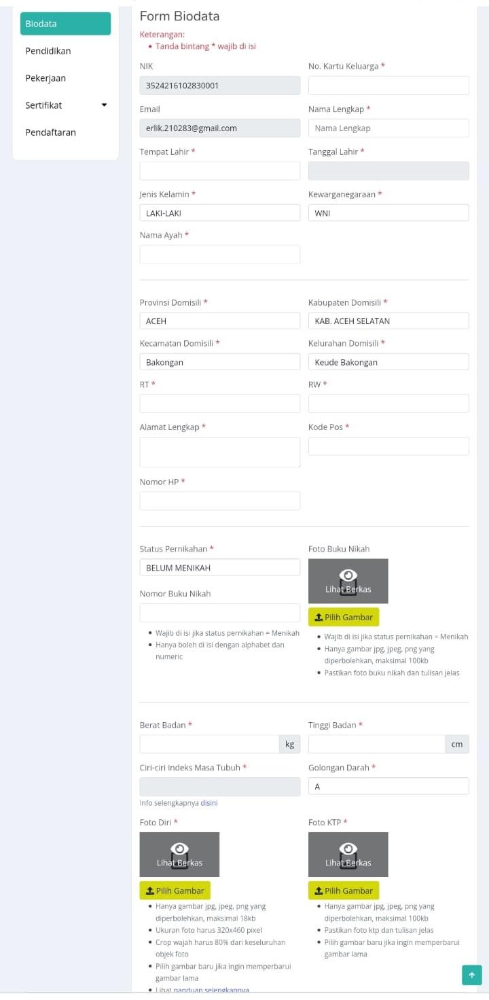 Biodata
Pendidikan
Pekerjaan
Sertifikat
Pendaftaran
Form Biodata
Keterangan:
Tanda bintang * wajib di isi
NIK
No. Kartu Keluarga *
3524216102830001
Email
Nama Lengkap *
erlik.210283@gmail.com
Nama Lengkap
Tempat Lahir *
Tanggal Lahir *
Jenis Kelamin *
Kewarganegaraan *
LAKI-LAKI
WNI
Nama Ayah *
Provinsi Domisili *
Kabupaten Domisili *
ACEH
KAB. ACEH SELATAN
Kecamatan Domisili *
Kelurahan Domisili *
Bakongan
Keude Bakongan
RT *
RW *
Alamat Lengkap *
Kode Pos *
Nomor HP *
Status Pernikahan *
Foto Buku Nikah
BELUM MENIKAH
Lihat Berkas
Nomor Buku Nikah
Pilih Gambar
Wajib di isi jika status pernikahan = Menikah
Hanya boleh di isi dengan alphabet dan
numeric
Wajib di isi jika status pernikahan = Menikah
Hanya gambar jpg, jpeg, png yang
diperbolehkan, maksimal 100kb
Pastikan foto buku nikah dan tulisan jelas
Berat Badan *
Tinggi Badan *
kg
cm
Ciri-ciri Indeks Masa Tubuh *
Golongan Darah *
A
Info selengkapnya disini
Foto Diri *
Foto KTP *
Lihat Berkas
Lihat Berkas
Pilih Gambar
Pilih Gambar
Hanya gambar jpg, jpeg, png yang
diperbolehkan, maksimal 18kb
Ukuran foto harus 320x460 pixel
Crop wajah harus 80% dari keseluruhan
objek foto
Pilih gambar baru jika ingin memperbarui
gambar lama
Lihat panduan selengkapnya
Hanya gambar jpg, jpeg, png yang
diperbolehkan, maksimal 100kb
Pastikan foto ktp dan tulisan jelas
Pilih gambar baru jika ingin memperbarui
gambar lama